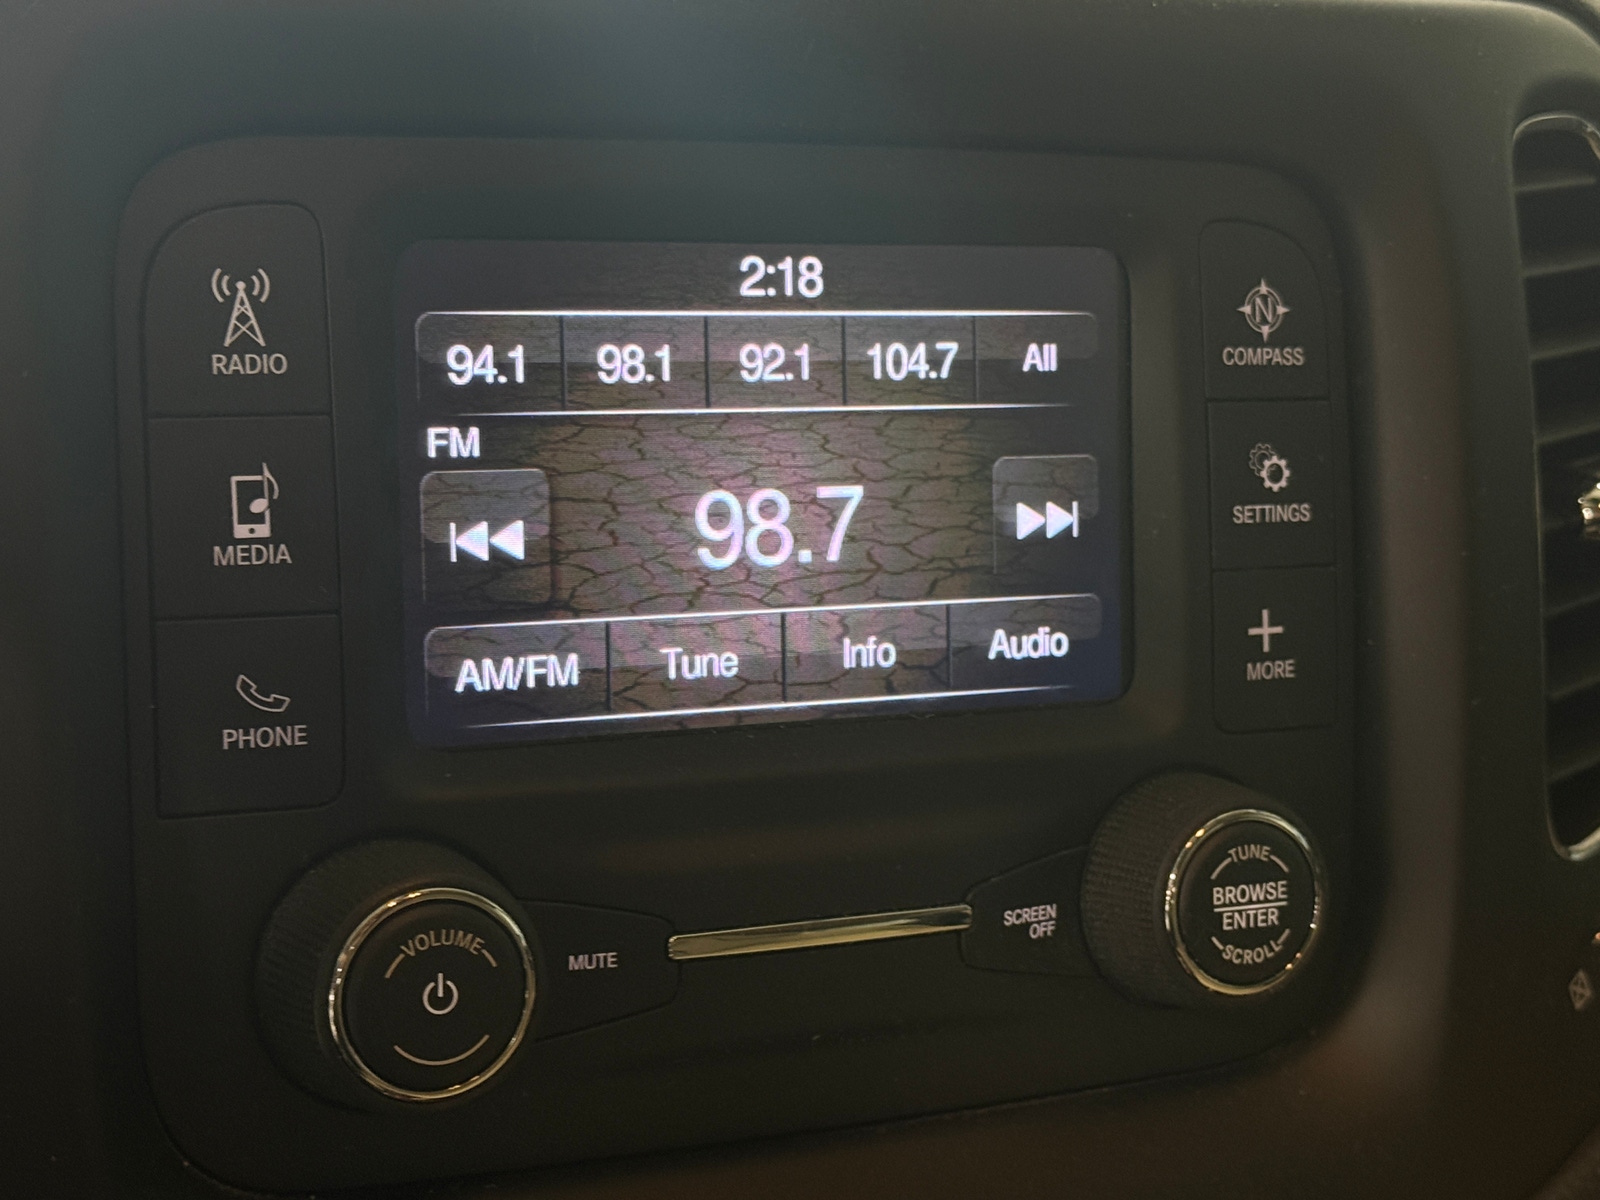 2:18
94.1 98.1 92.1 104.7 All
FM
98.7
AM/FM Tune Info Audio
RADIO
MEDIA
PHONE
N
COMPASS
SETTINGS
MORE
VOLUME
MUTE
SCREEN
OFF
TUNE
BROWSE
ENTER
SCROLL